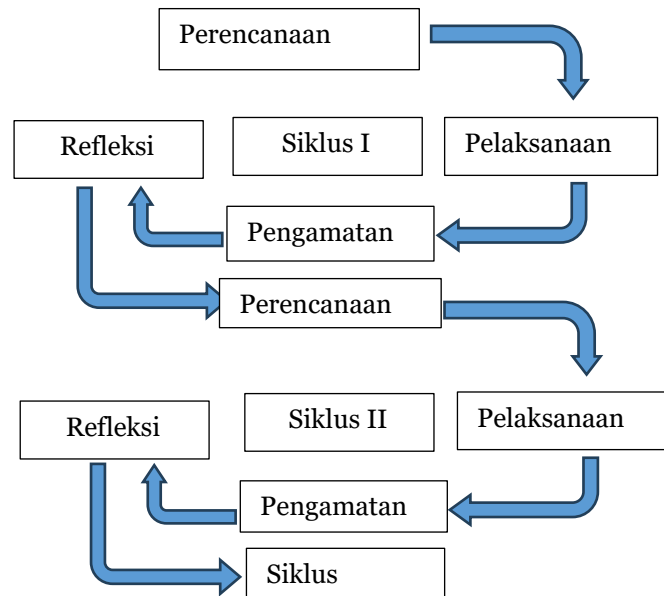 Perencanaan
Refleksi
Siklus I
Pelaksanaan
Pengamatan
Perencanaan
Refleksi
Siklus II
Pelaksanaan
Pengamatan
Siklus